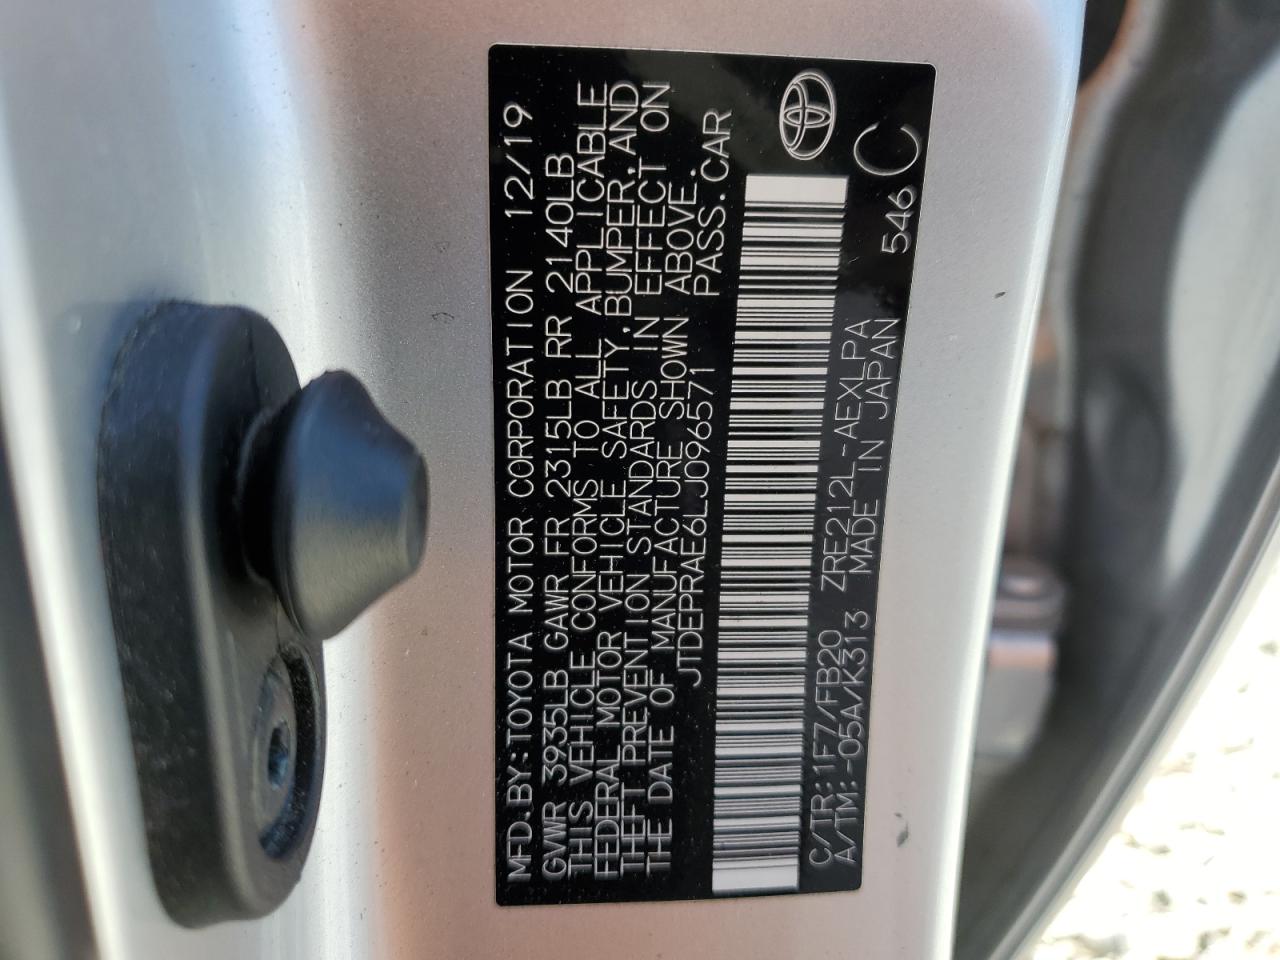 MFD.BY:TOYOTA MOTOR CORPORATION 12/19
GVWR 3935LB GAWR FR 2315LB RR 2140LB
THIS VEHICLE CONFORMS TO ALL APPLICABLE
FEDERAL MOTOR VEHICLE SAFETY,BUMPER,AND
THEFT PREVENTION STANDARDS IN EFFECT ON
THE DATE OF MANUFACTURE SHOWN ABOVE.
JTDEPRAE6LJ096571 PASS.CAR
C/TR:1F7/FB20 ZRE212L-AEXLPA 546 C
A/TM:-05A/K313 MADE IN JAPAN